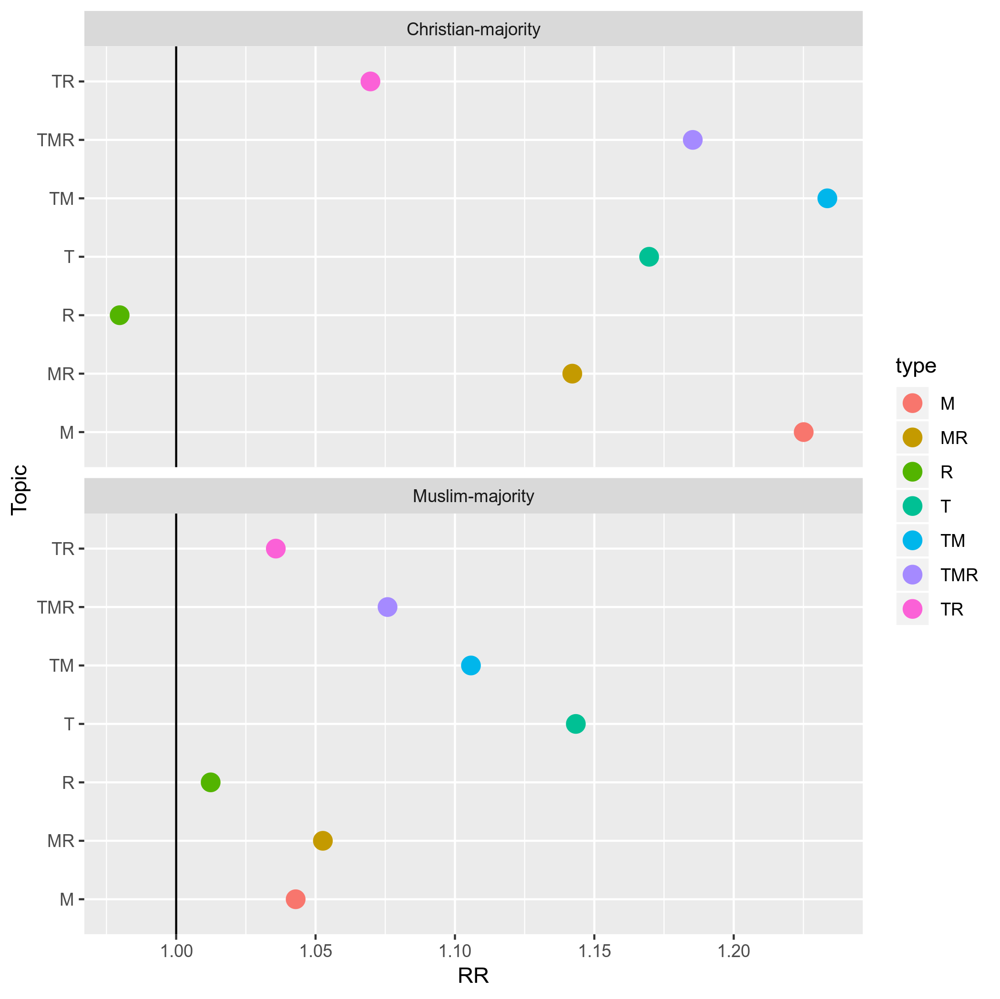 Christian-majority
TR
TMR
TM
T
R
MR
M
Topic
Muslim-majority
TR
TMR
TM
T
R
MR
M
1.00 1.05 1.10 1.15 1.20
RR
type
M
MR
R
T
TM
TMR
TR